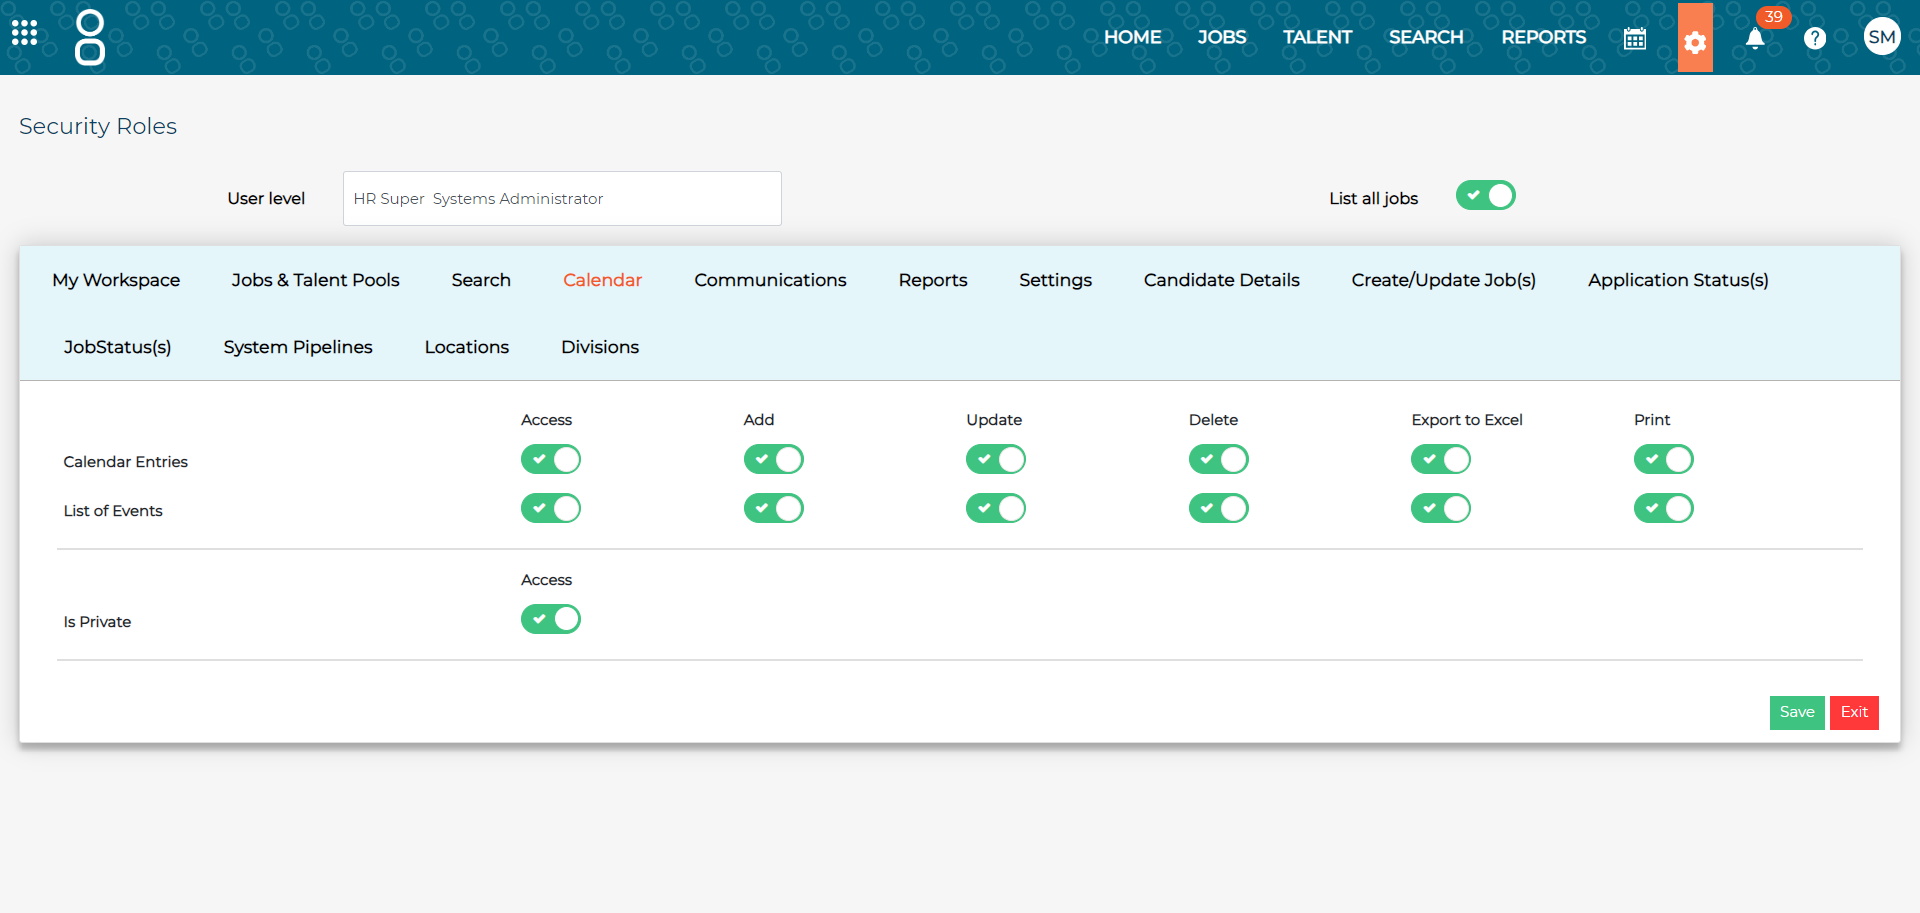 HOME JOBS TALENT SEARCH REPORTS 39 ? SM
Security Roles
User level HR Super  Systems Administrator List all jobs
My Workspace Jobs & Talent Pools Search Calendar Communications Reports Settings Candidate Details Create/Update Job(s) Application Status(s)
JobStatus(s) System Pipelines Locations Divisions
Access Add Update Delete Export to Excel Print
Calendar Entries
List of Events
Access
Is Private
Save Exit